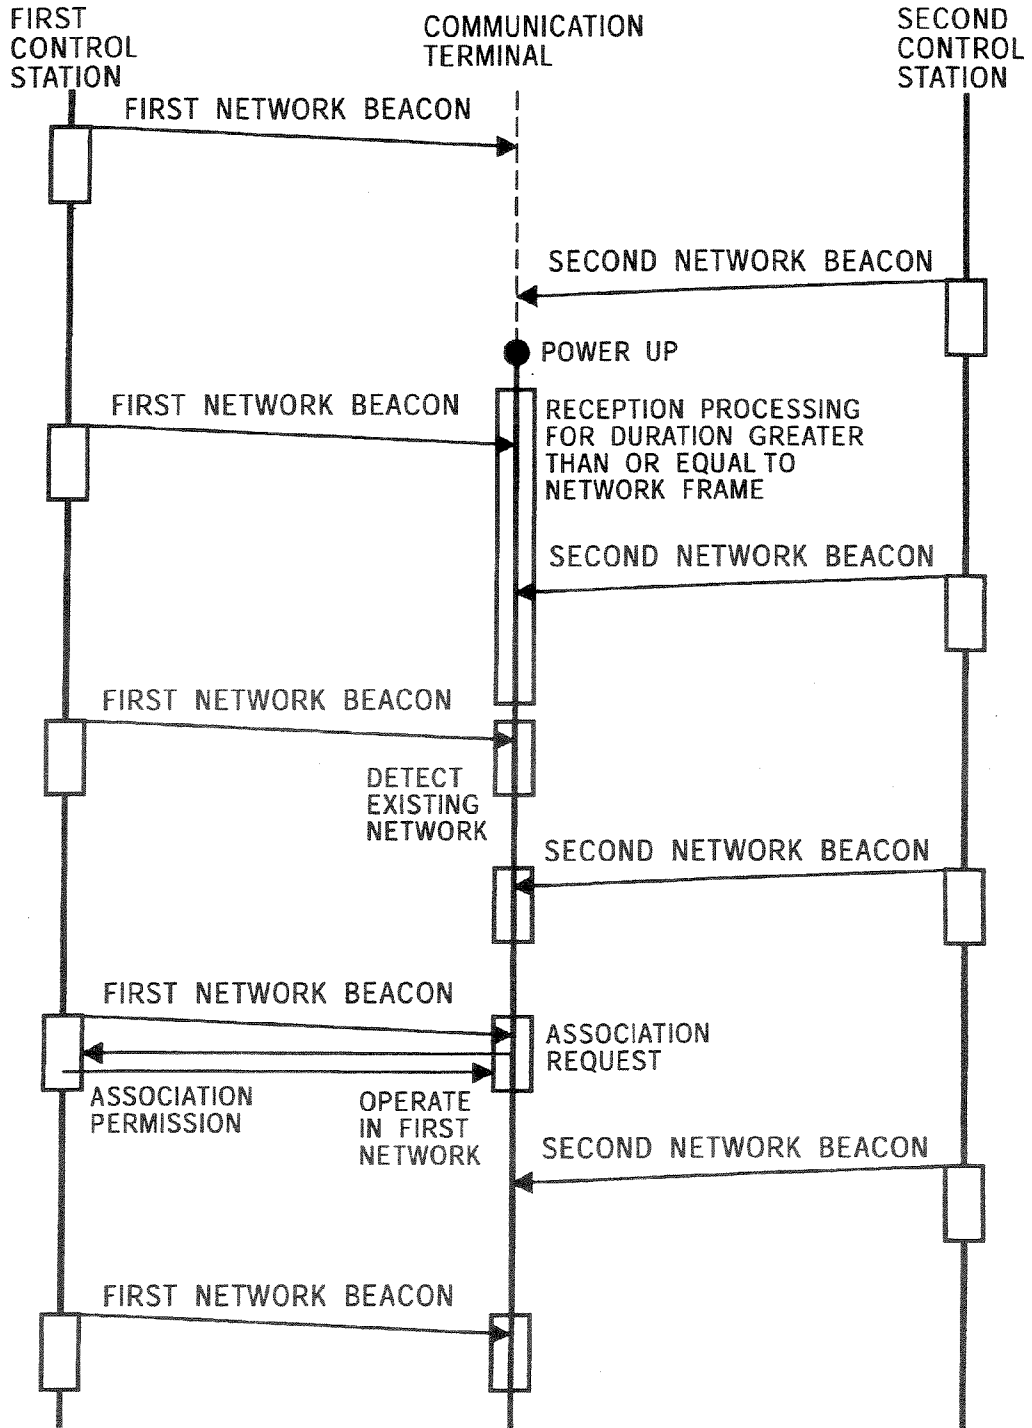 FIRST
CONTROL
STATION
COMMUNICATION
TERMINAL
SECOND
CONTROL
STATION
FIRST NETWORK BEACON
SECOND NETWORK BEACON
POWER UP
FIRST NETWORK BEACON
RECEPTION PROCESSING
FOR DURATION GREATER
THAN OR EQUAL TO
NETWORK FRAME
SECOND NETWORK BEACON
FIRST NETWORK BEACON
DETECT
EXISTING
NETWORK
SECOND NETWORK BEACON
FIRST NETWORK BEACON
ASSOCIATION
REQUEST
ASSOCIATION
PERMISSION
OPERATE
IN FIRST
NETWORK
SECOND NETWORK BEACON
FIRST NETWORK BEACON